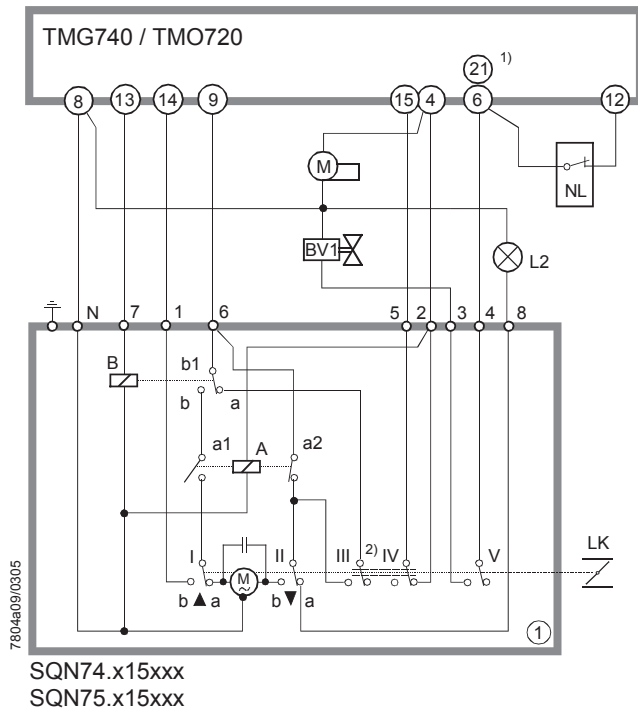 TMG740 / TMO720
21 1)
8 13 14 9 15 4 6 12
M
NL
BV1
L2
N 7 1 6 5 2 3 4 8
B b1
b a
a1 A a2
I II III 2) IV V LK
M
~
b ▲ a b ▼ a
1
7804a09/0305
SQN74.x15xxx
SQN75.x15xxx